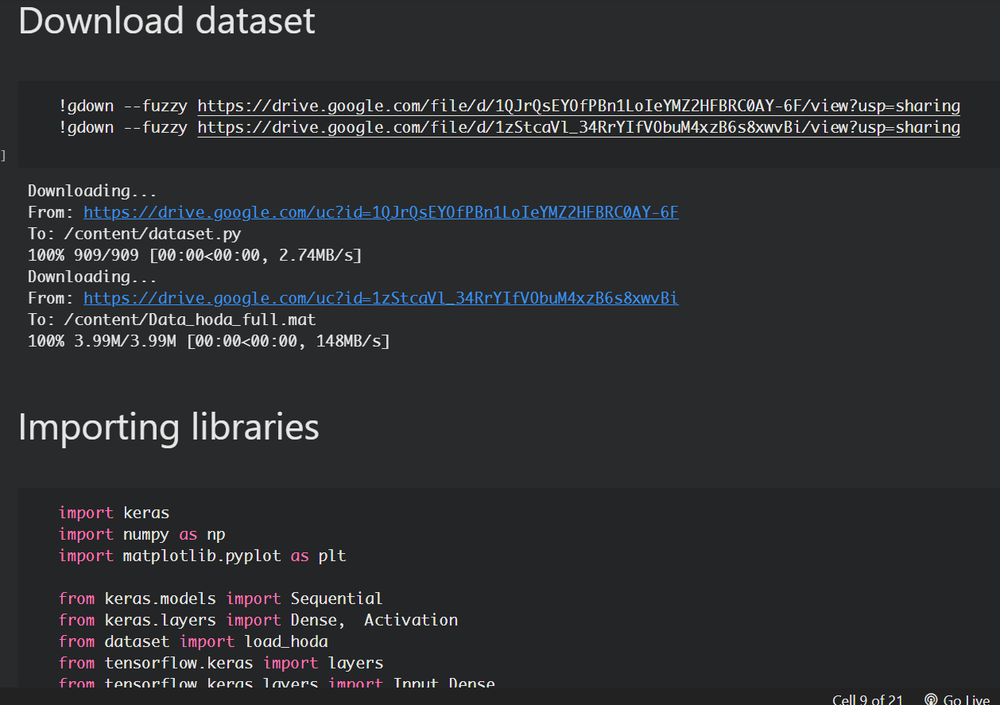 Download dataset
!gdown --fuzzy https://drive.google.com/file/d/1QJrQsEYOfPBn1LoIeYMZ2HFBRC0AY-6F/view?usp=sharing
!gdown --fuzzy https://drive.google.com/file/d/1zStcaVl_34RrYIfVObuM4xzB6s8xwvBi/view?usp=sharing
]
Downloading...
From: https://drive.google.com/uc?id=1QJrQsEYOfPBn1LoIeYMZ2HFBRC0AY-6F
To: /content/dataset.py
100% 909/909 [00:00<00:00, 2.74MB/s]
Downloading...
From: https://drive.google.com/uc?id=1zStcaVl_34RrYIfVObuM4xzB6s8xwvBi
To: /content/Data_hoda_full.mat
100% 3.99M/3.99M [00:00<00:00, 148MB/s]
Importing libraries
import keras
import numpy as np
import matplotlib.pyplot as plt
from keras.models import Sequential
from keras.layers import Dense,  Activation
from dataset import load_hoda
from tensorflow.keras import layers
from tensorflow.keras.layers import Input, Dense
Cell 9 of 21 Go Live